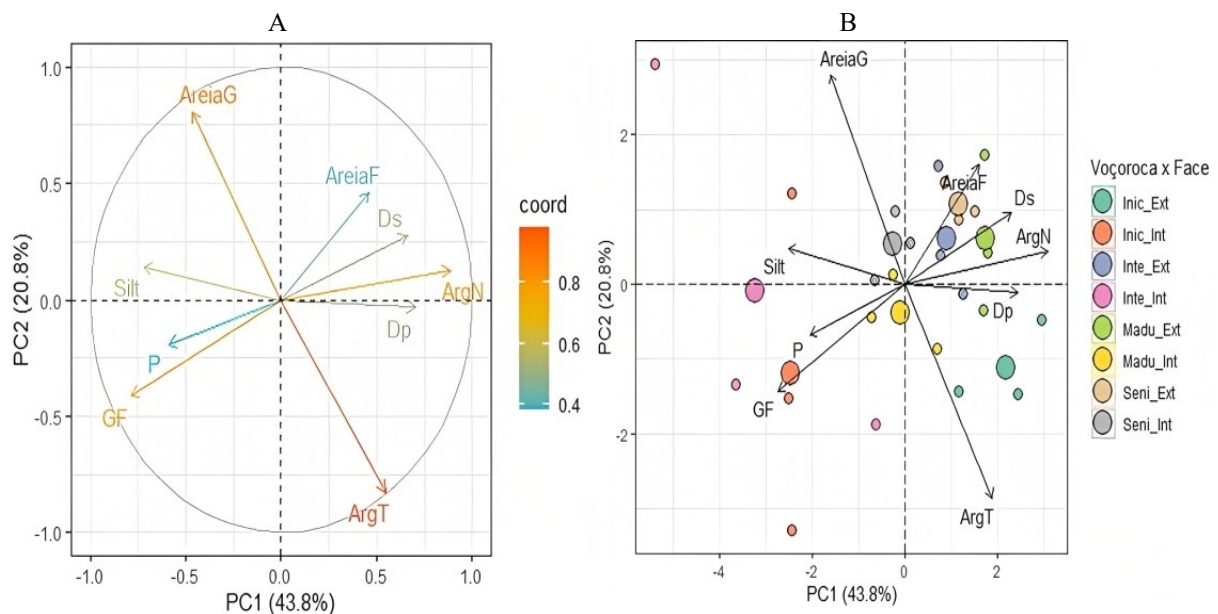 A
B
1.0
0.5
0.0
-0.5
-1.0
PC2 (20.8%)
AreiaG
AreiaF
Ds
ArgN
Dp
Silt
P
GF
ArgT
-1.0
-0.5
0.0
0.5
1.0
PC1 (43.8%)
coord
0.8
0.6
0.4
2
0
-2
PC2 (20.8%)
AreiaG
AreiaF
Ds
ArgN
Silt
Dp
P
GF
ArgT
-4
-2
0
2
PC1 (43.8%)
Voçoroca x Face
Inic_Ext
Inic_Int
Inte_Ext
Inte_Int
Madu_Ext
Madu_Int
Seni_Ext
Seni_Int